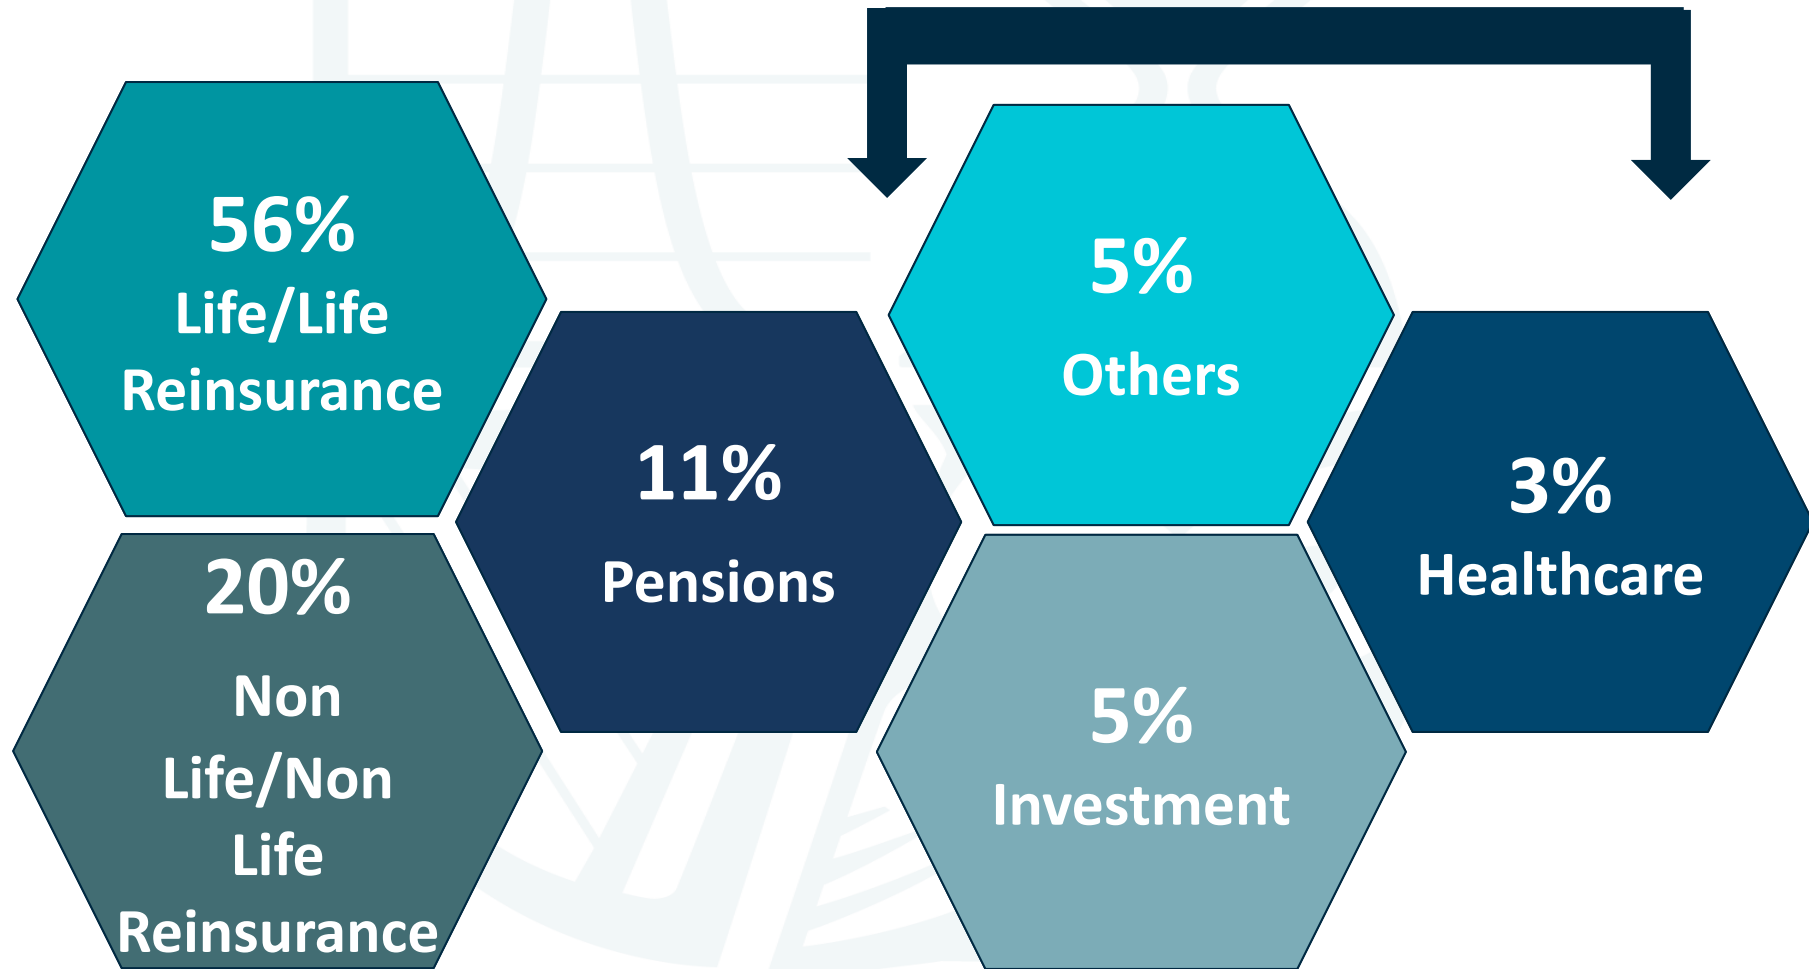 56%
Life/Life
Reinsurance
20%
Non
Life/Non
Life
Reinsurance
11%
Pensions
5%
Others
5%
Investment
3%
Healthcare